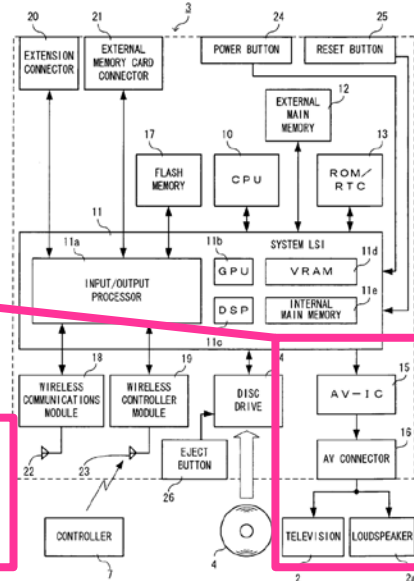 20
21
3
24
25
EXTENSION
CONNECTOR
EXTERNAL
MEMORY CARD
CONNECTOR
POWER BUTTON
RESET BUTTON
12
EXTERNAL
MAIN
MEMORY
17
FLASH
MEMORY
10
CPU
13
ROM/
RTC
11
SYSTEM LSI
11a
INPUT/OUTPUT
PROCESSOR
11b
GPU
VRAM
11d
DSP
INTERNAL
MAIN MEMORY
11e
11c
18
WIRELESS
COMMUNICATIONS
MODULE
19
WIRELESS
CONTROLLER
MODULE
DISC
DRIVE
15
AV-IC
16
AV CONNECTOR
22
23
EJECT
BUTTON
26
CONTROLLER
7
4
TELEVISION
LOUDSPEAKER
2